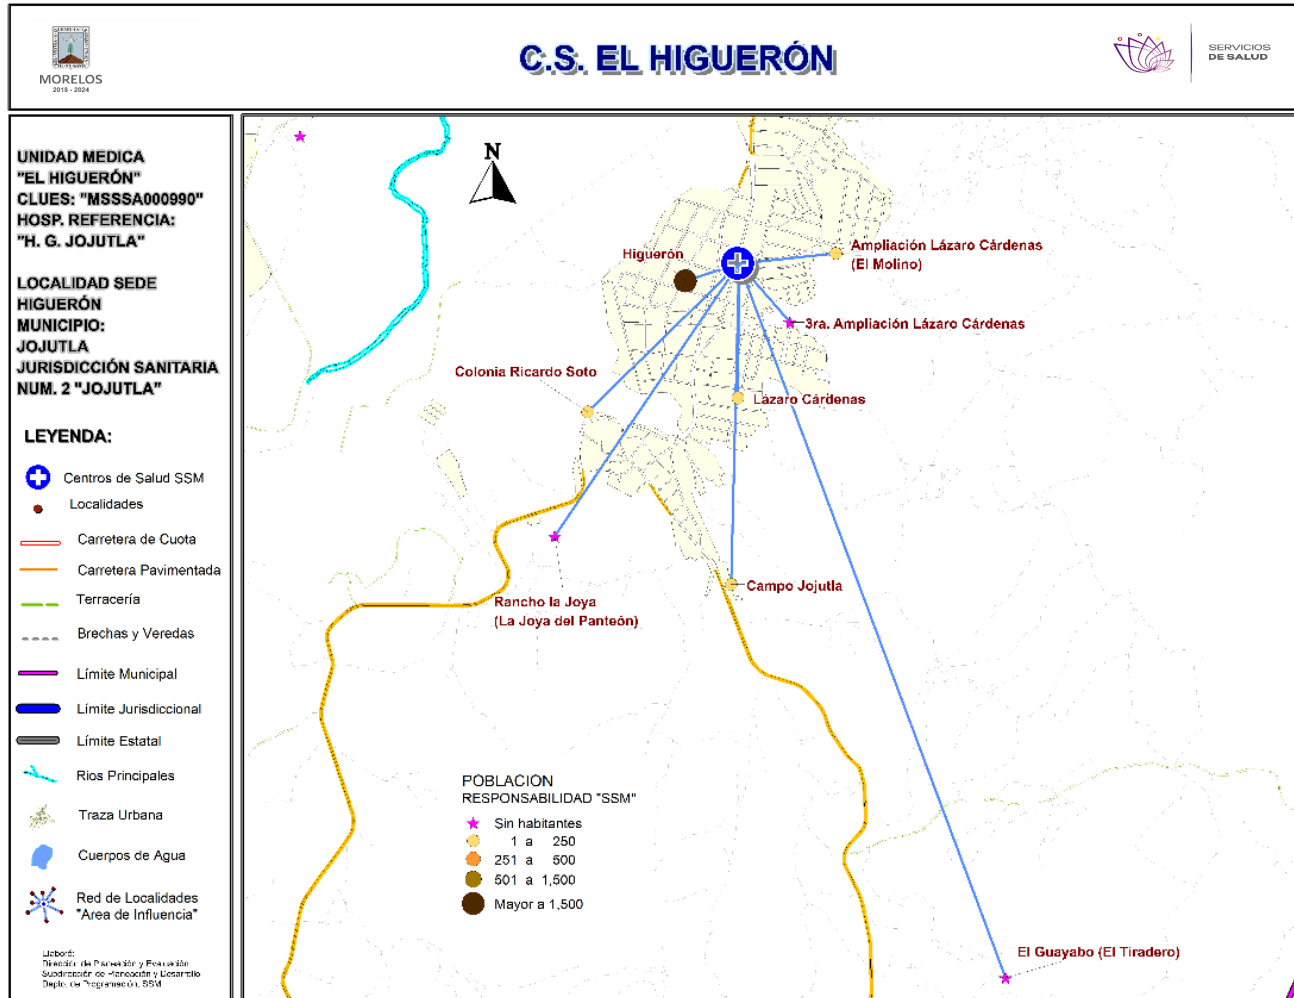 MORELOS
2018 - 2024
C.S. EL HIGUERÓN
SERVICIOS
DE SALUD
UNIDAD MEDICA
"EL HIGUERÓN"
CLUES: "MSSSA000990"
HOSP. REFERENCIA:
"H. G. JOJUTLA"
LOCALIDAD SEDE
HIGUERÓN
MUNICIPIO:
JOJUTLA
JURISDICCIÓN SANITARIA
NUM. 2 "JOJUTLA"
LEYENDA:
Centros de Salud SSM
Localidades
Carretera de Cuota
Carretera Pavimentada
Terracería
Brechas y Veredas
Límite Municipal
Límite Jurisdiccional
Límite Estatal
Rios Principales
Traza Urbana
Cuerpos de Agua
Red de Localidades
"Area de Influencia"
Elaboró:
Dirección de Planeación y Evaluación
Subdirección de Planeación y Desarrollo
Depto. de Programación, SSM
N
Higuerón
Ampliación Lázaro Cárdenas
(El Molino)
3ra. Ampliación Lázaro Cárdenas
Colonia Ricardo Soto
Lázaro Cárdenas
Campo Jojutla
Rancho la Joya
(La Joya del Panteón)
POBLACION
RESPONSABILIDAD "SSM"
Sin habitantes
1 a 250
251 a 500
501 a 1,500
Mayor a 1,500
El Guayabo (El Tiradero)